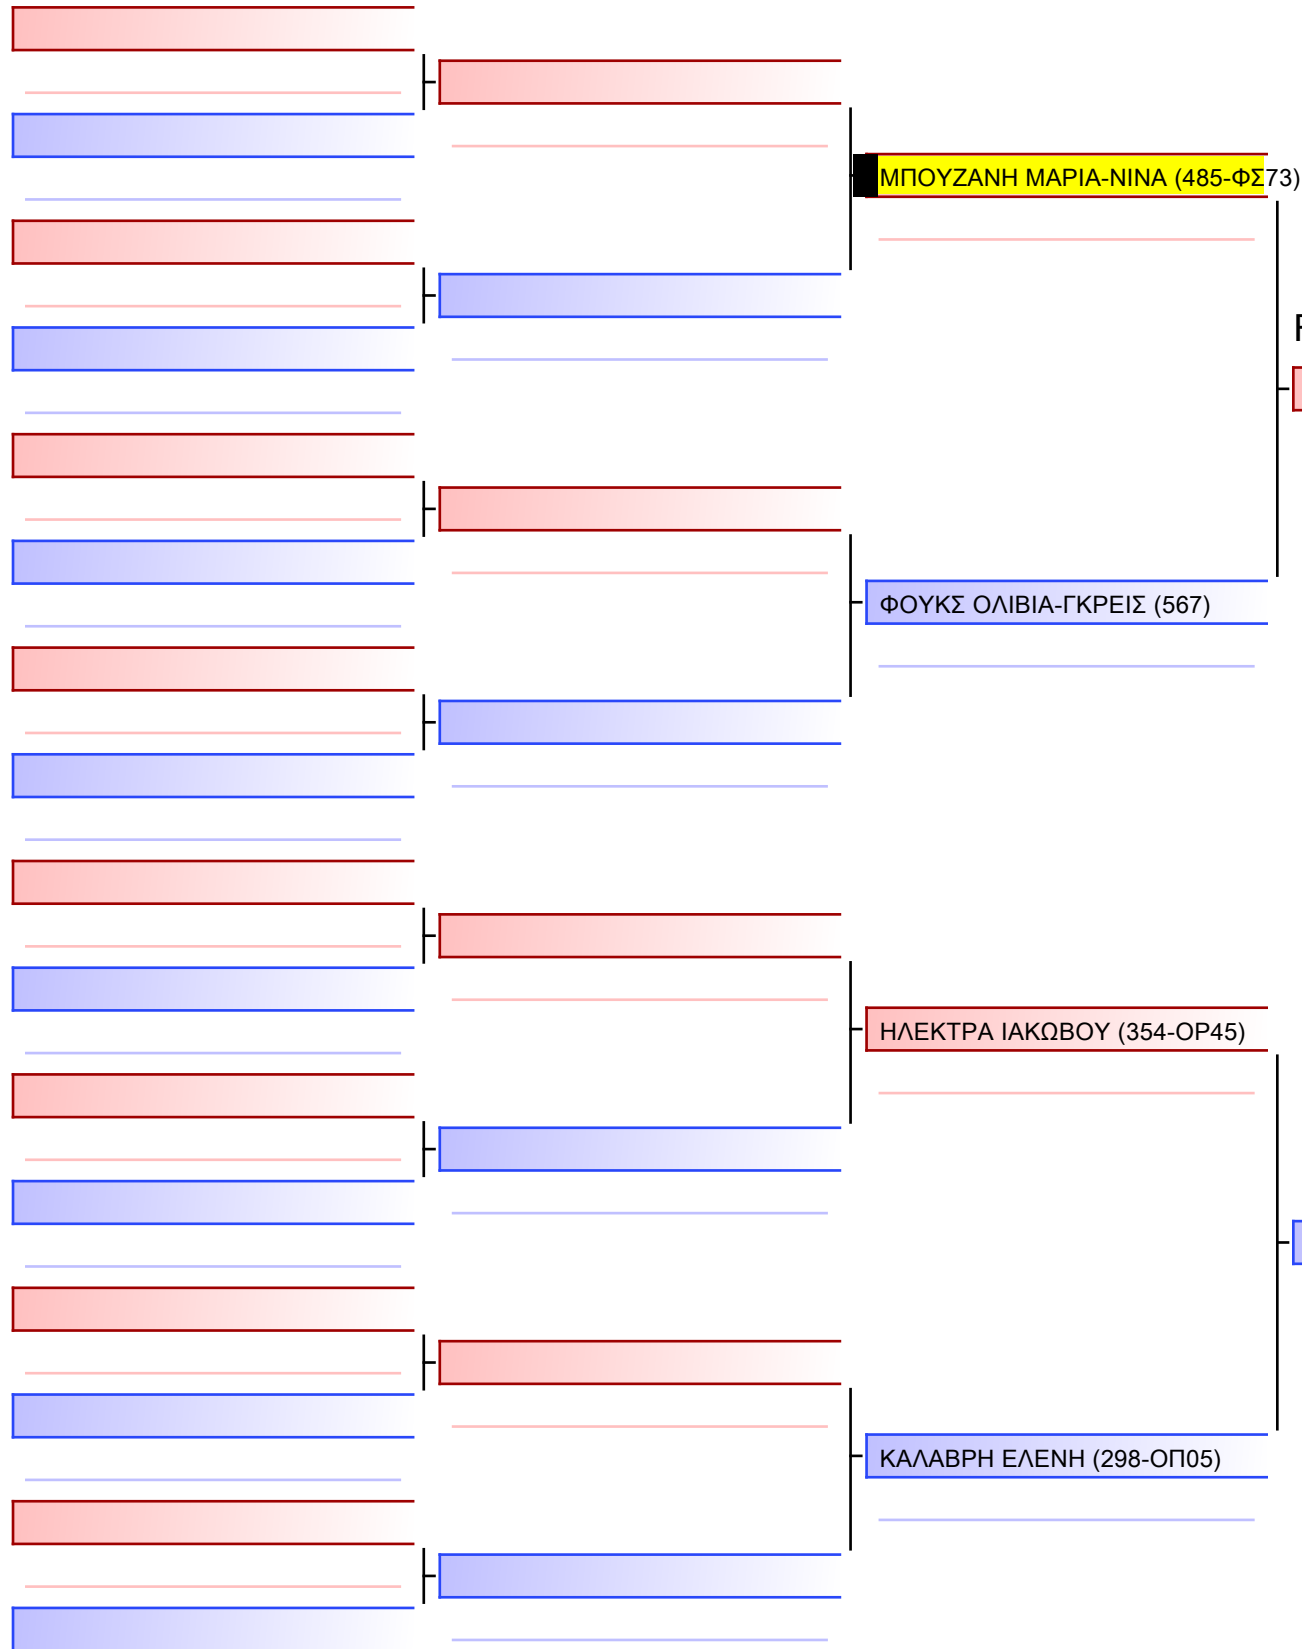 ΜΠΟΥΖΑΝΗ ΜΑΡΙΑ-ΝΙΝΑ (485-ΦΣ73)
ΦΟΥΚΣ ΟΛΙΒΙΑ-ΓΚΡΕΙΣ (567)
ΗΛΕΚΤΡΑ ΙΑΚΩΒΟΥ (354-ΟΡ45)
ΚΑΛΑΒΡΗ ΕΛΕΝΗ (298-ΟΠ05)